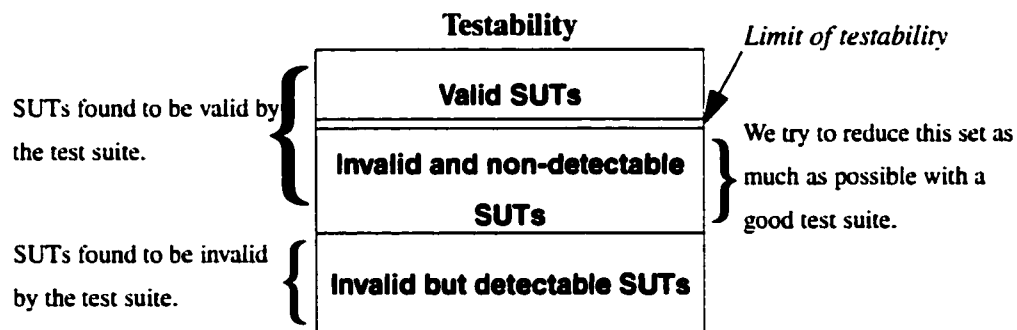 Testability
Limit of testability
SUTs found to be valid by
the test suite.
Valid SUTs
Invalid and non-detectable
SUTs
We try to reduce this set as
much as possible with a
good test suite.
SUTs found to be invalid
by the test suite.
Invalid but detectable SUTs